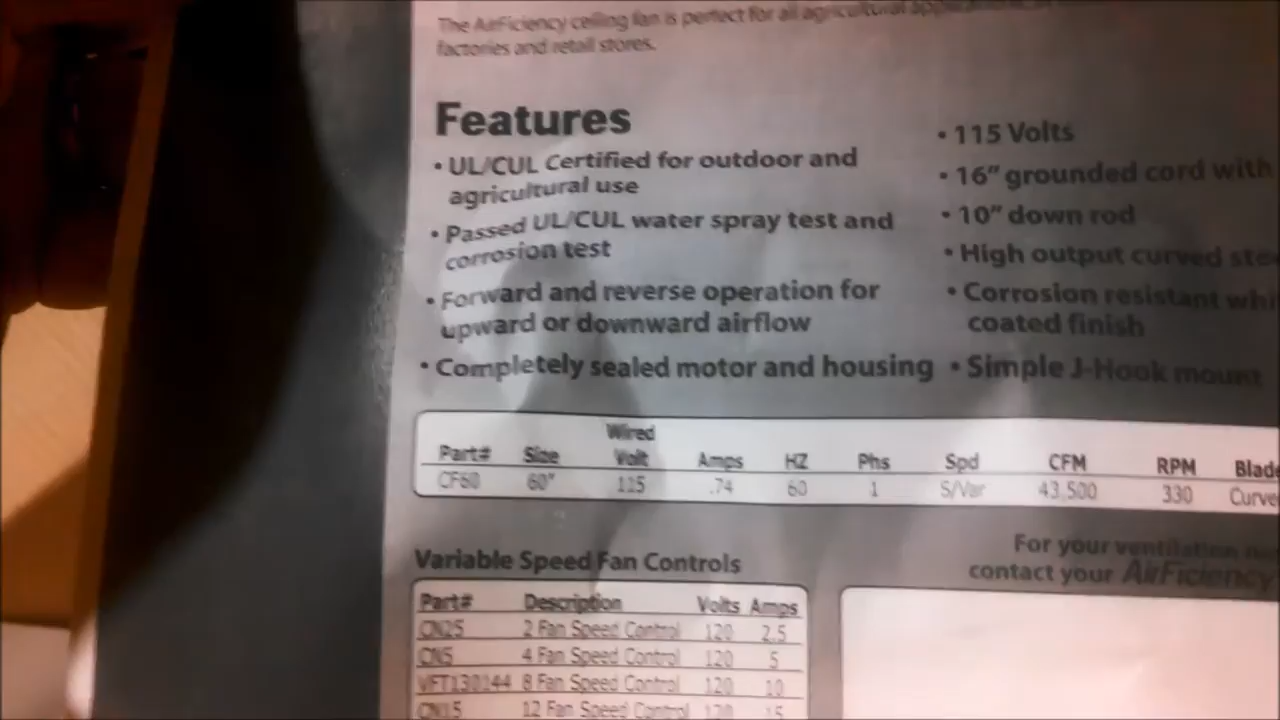 The AirFiciency ceiling fan is perfect for all agricultural
factories and retail stores.
Features
• UL/CUL Certified for outdoor and
agricultural use
• Passed UL/CUL water spray test and
corrosion test
• Forward and reverse operation for
upward or downward airflow
• Completely sealed motor and housing
• 115 Volts
• 16” grounded cord with
• 10” down rod
• High output curved
• Corrosion resistant
coated finish
• Simple J-Hook mount
Wired
Part# Size Volt Amps HZ Phs Spd CFM RPM
CF60 60" 115 .74 60 1 S/Var 43,500 330
Variable Speed Fan Controls
Part# Description Volts Amps
CN25 2 Fan Speed Control 120 2.5
CN5 4 Fan Speed Control 120 5
VFT130144 8 Fan Speed Control 120 10
CN15 12 Fan Speed Control 120 15
For your ventilation
contact your AirFiciency